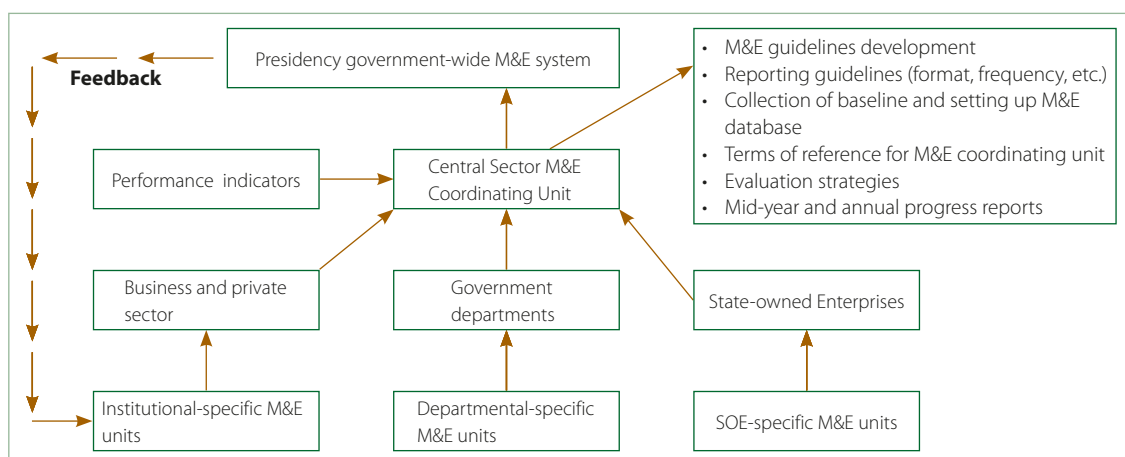 Presidency government-wide M&E system
Feedback
• M&E guidelines development
• Reporting guidelines (format, frequency, etc.)
• Collection of baseline and setting up M&E
database
• Terms of reference for M&E coordinating unit
• Evaluation strategies
• Mid-year and annual progress reports
Performance indicators
Central Sector M&E
Coordinating Unit
Business and private
sector
Government
departments
State-owned Enterprises
Institutional-specific M&E
units
Departmental-specific
M&E units
SOE-specific M&E units